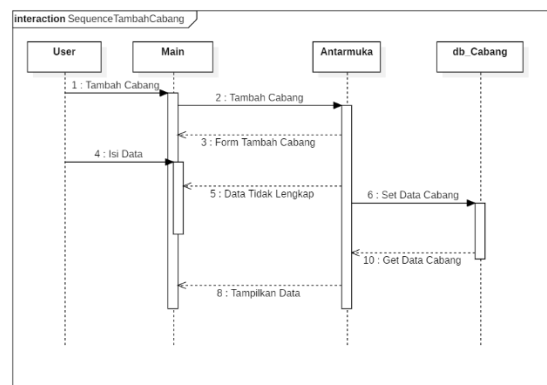 interaction SequenceTambahCabang
User
Main
Antarmuka
db_Cabang
1 : Tambah Cabang
2 : Tambah Cabang
3 : Form Tambah Cabang
4 : Isi Data
5 : Data Tidak Lengkap
6 : Set Data Cabang
10 : Get Data Cabang
8 : Tampilkan Data